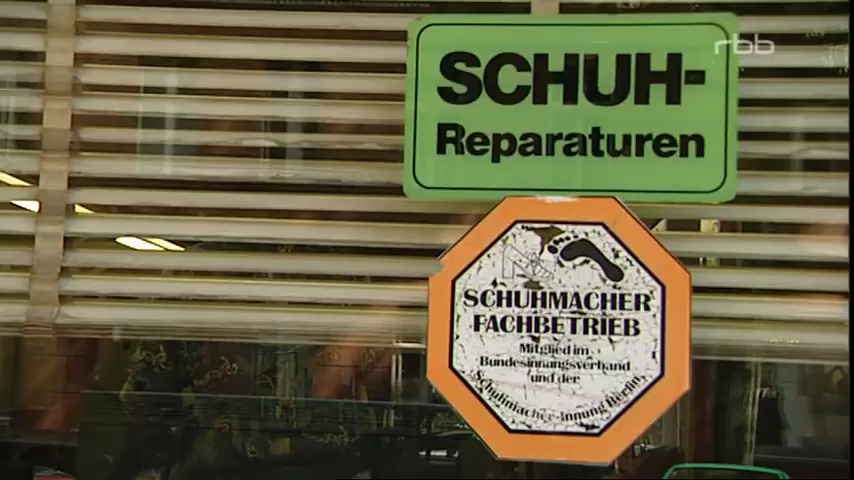 rbb
SCHUH-
Reparaturen
SCHUHMACHER
FACHBETRIEB
Mitglied im
Bundesinnungsverband
und der
Schuhmacher-Innung Berlin